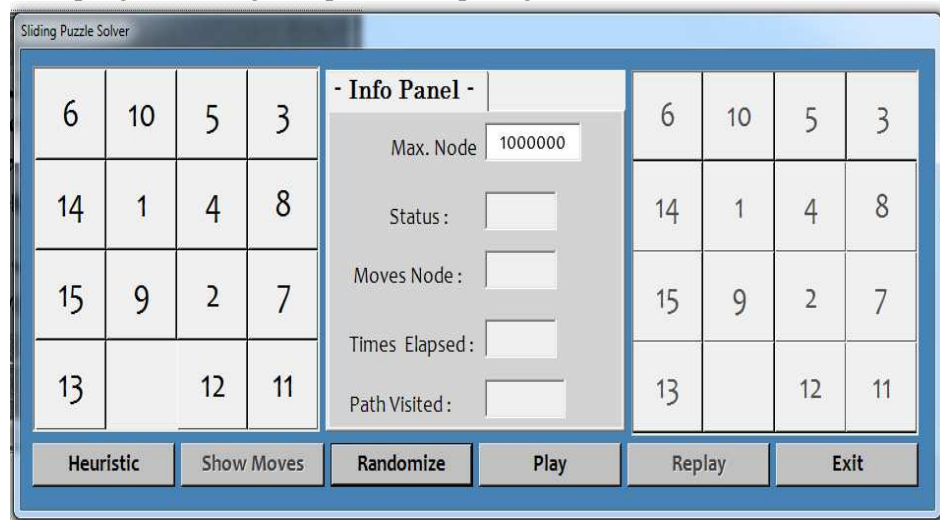 Sliding Puzzle Solver
6 10 5 3
14 1 4 8
15 9 2 7
13 12 11
- Info Panel -
Max. Node 1000000
Status :
Moves Node :
Times Elapsed :
Path Visited :
6 10 5 3
14 1 4 8
15 9 2 7
13 12 11
Heuristic Show Moves Randomize Play Replay Exit